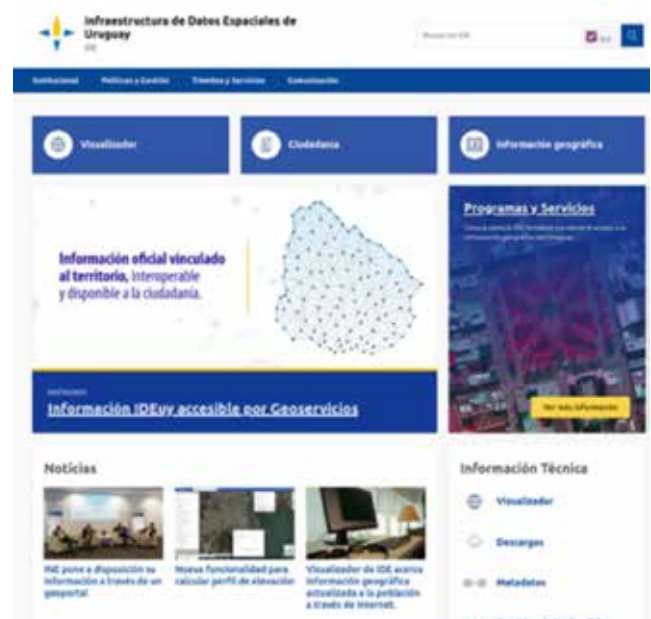 Infraestructura de Datos Espaciales de
Uruguay
IDE
Institucional Políticas y Gestión Trámites y Servicios Comunicación
Visualizador
Ciudadanía
Información geográfica
Información oficial vinculado
al territorio, interoperable
y disponible a la ciudadanía.
Programas y Servicios
Ver más información
Información IDEuy accesible por Geoservicios
Noticias
INE pone a disposición su
información a través de un
geoportal
Nueva funcionalidad para
calcular perfil de elevación
Visualizador de IDE acerca
información geográfica
actualizada a la población
a través de Internet.
Información Técnica
Visualizador
Descargas
Metadatos